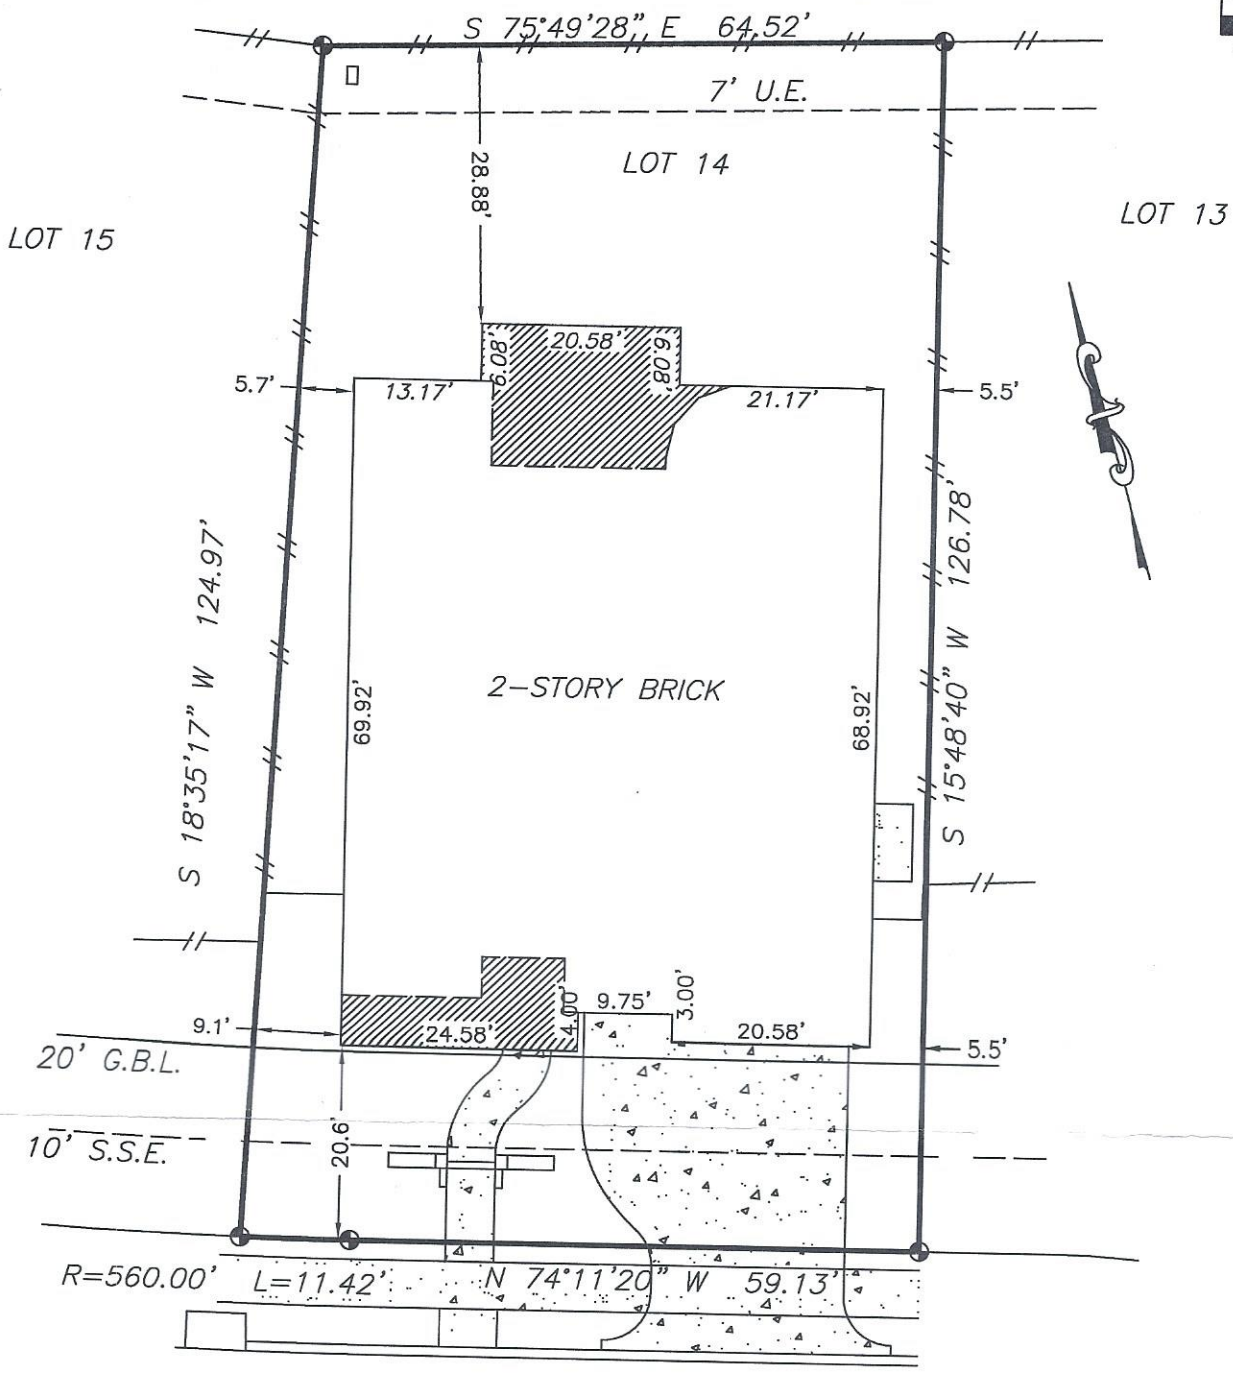 S 75°49'28" E 64.52'
7' U.E.
LOT 14
28.88'
LOT 13
LOT 15
20.58'
6.08'
6.08'
5.7'
13.17'
21.17'
5.5'
S 18°35'17" W 124.97'
S 15°48'40" W 126.78'
2-STORY BRICK
69.92'
68.92'
9.75'
3.00'
4.00'
9.1'
24.58'
20.58'
5.5'
20' G.B.L.
20.6'
10' S.S.E.
R=560.00' L=11.42'
N 74°11'20" W 59.13'